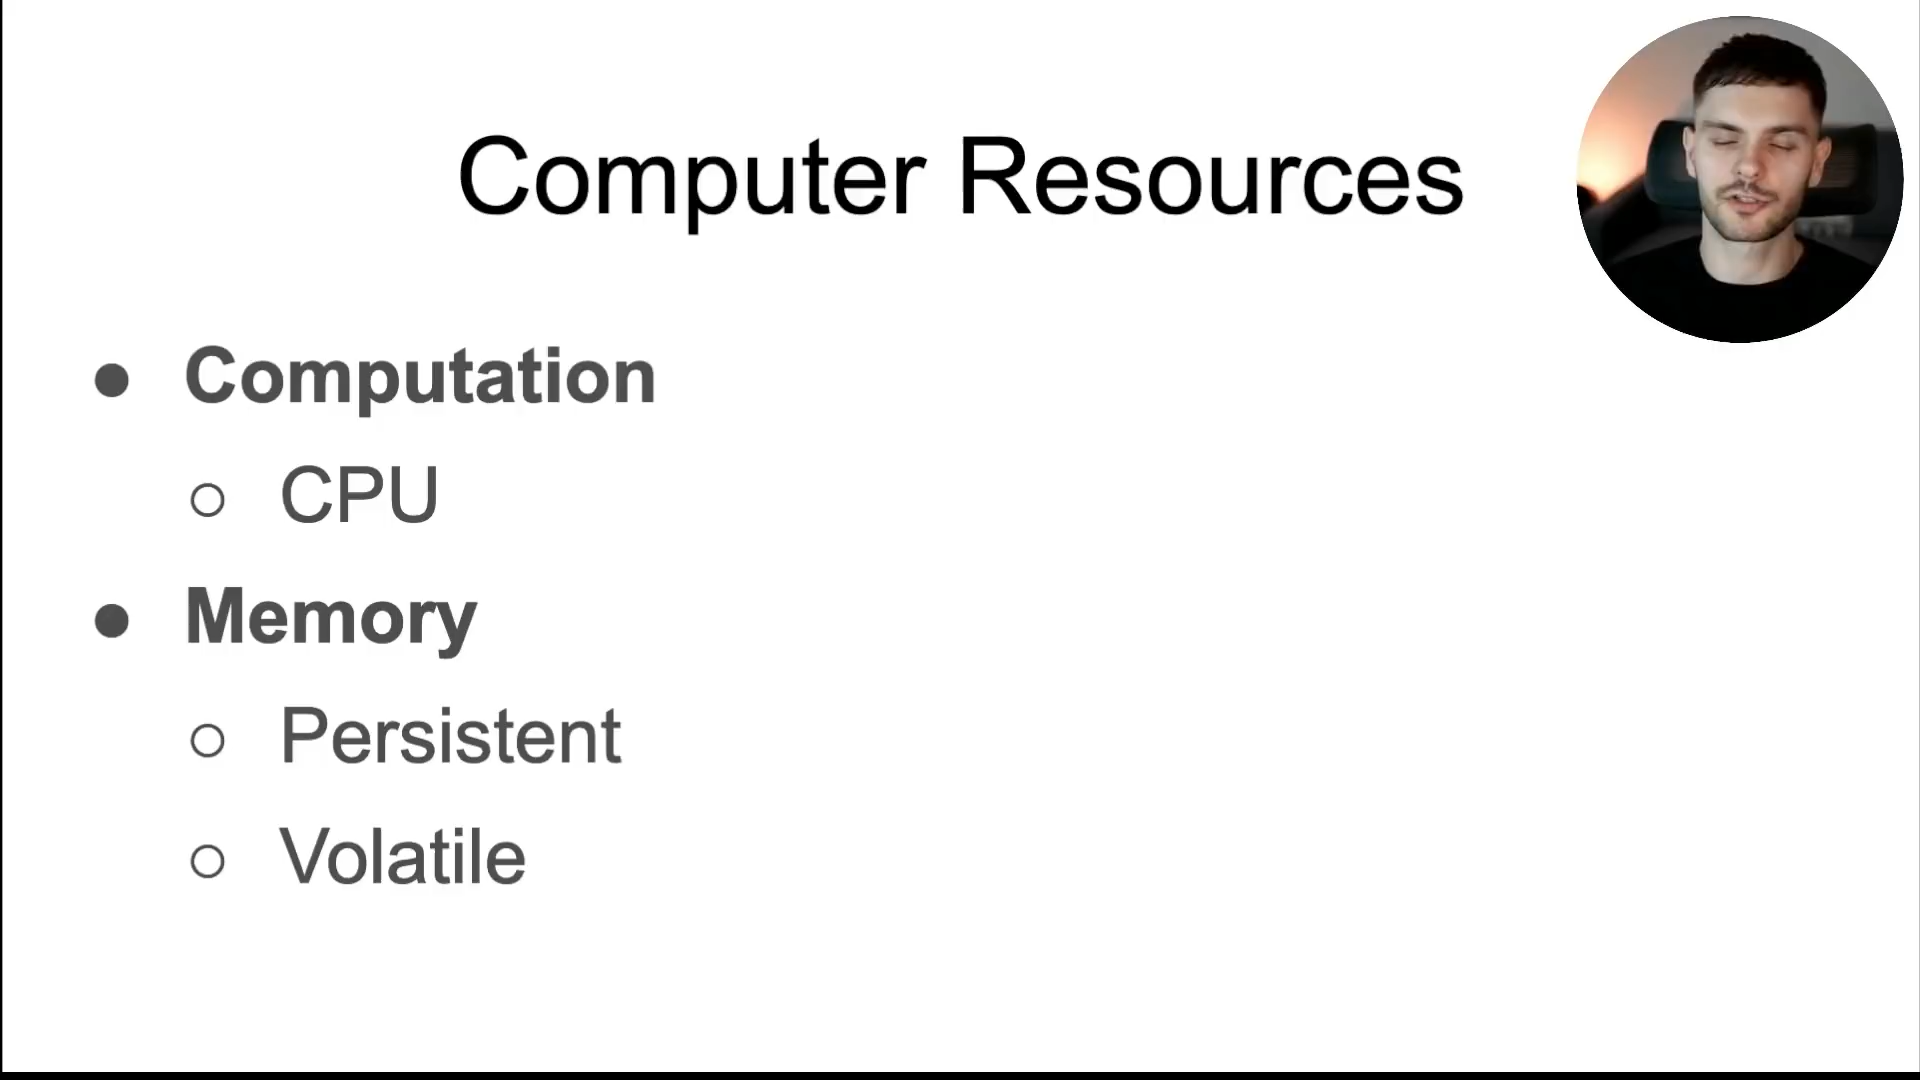 Computer Resources
● Computation
○ CPU
● Memory
○ Persistent
○ Volatile